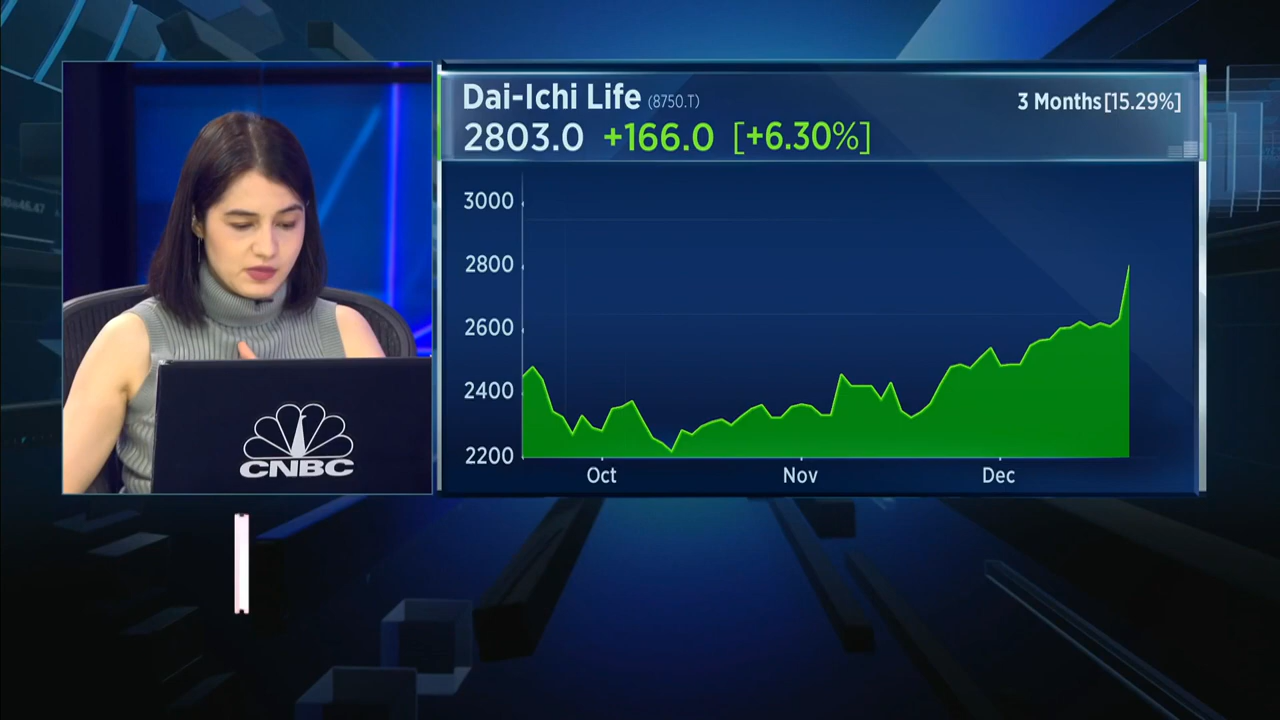 Dai-Ichi Life (8750.T)
3 Months [15.29%]
2803.0 +166.0 [+6.30%]
3000
2800
2600
2400
2200
Oct Nov Dec
CNBC